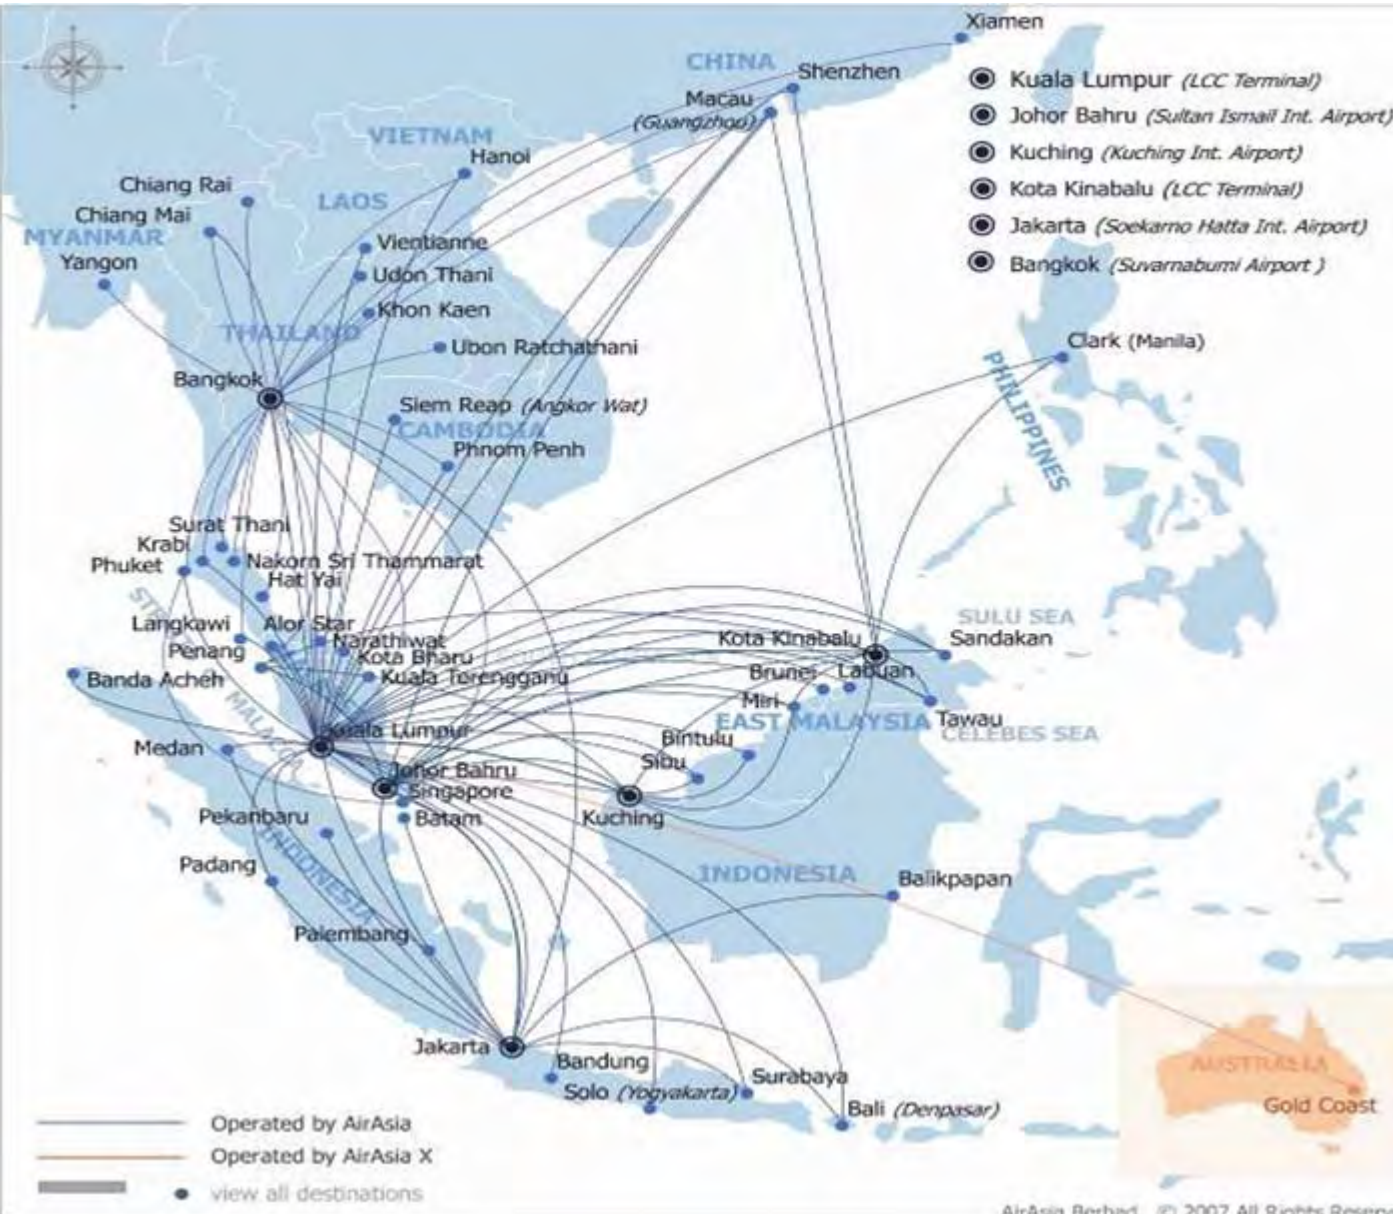 Xiamen
CHINA
Shenzhen
Macau
(Guangzhou)
Kuala Lumpur (LCC Terminal)
Johor Bahru (Sultan Ismail Int. Airport)
Kuching (Kuching Int. Airport)
Kota Kinabalu (LCC Terminal)
Jakarta (Soekarno Hatta Int. Airport)
Bangkok (Suvarnabumi Airport )
VIETNAM
Hanoi
Chiang Rai
LAOS
Chiang Mai
MYANMAR
Vientianne
Yangon
Udon Thani
Khon Kaen
THAILAND
Ubon Ratchathani
Clark (Manila)
PHILIPPINES
Bangkok
Siem Reap (Angkor Wat)
CAMBODIA
Phnom Penh
Surat Thani
Krabi
Phuket
Nakorn Sri Thammarat
Hat Yai
Langkawi
Alor Star
Narathiwat
Penang
Kota Bharu
Kuala Terengganu
Banda Acheh
SULU SEA
Kota Kinabalu
Sandakan
Brunei
Labuan
Miri
EAST MALAYSIA
Tawau
CELEBES SEA
Kuala Lumpur
Medan
Bintulu
Sibu
Johor Bahru
Singapore
Batam
Kuching
Pekanbaru
INDONESIA
Padang
INDONESIA
Balikpapan
Palembang
Jakarta
Bandung
Solo (Yogyakarta)
Surabaya
Bali (Denpasar)
AUSTRALIA
Gold Coast
Operated by AirAsia
Operated by AirAsia X
view all destinations
AirAsia Berhad © 2007 All Rights